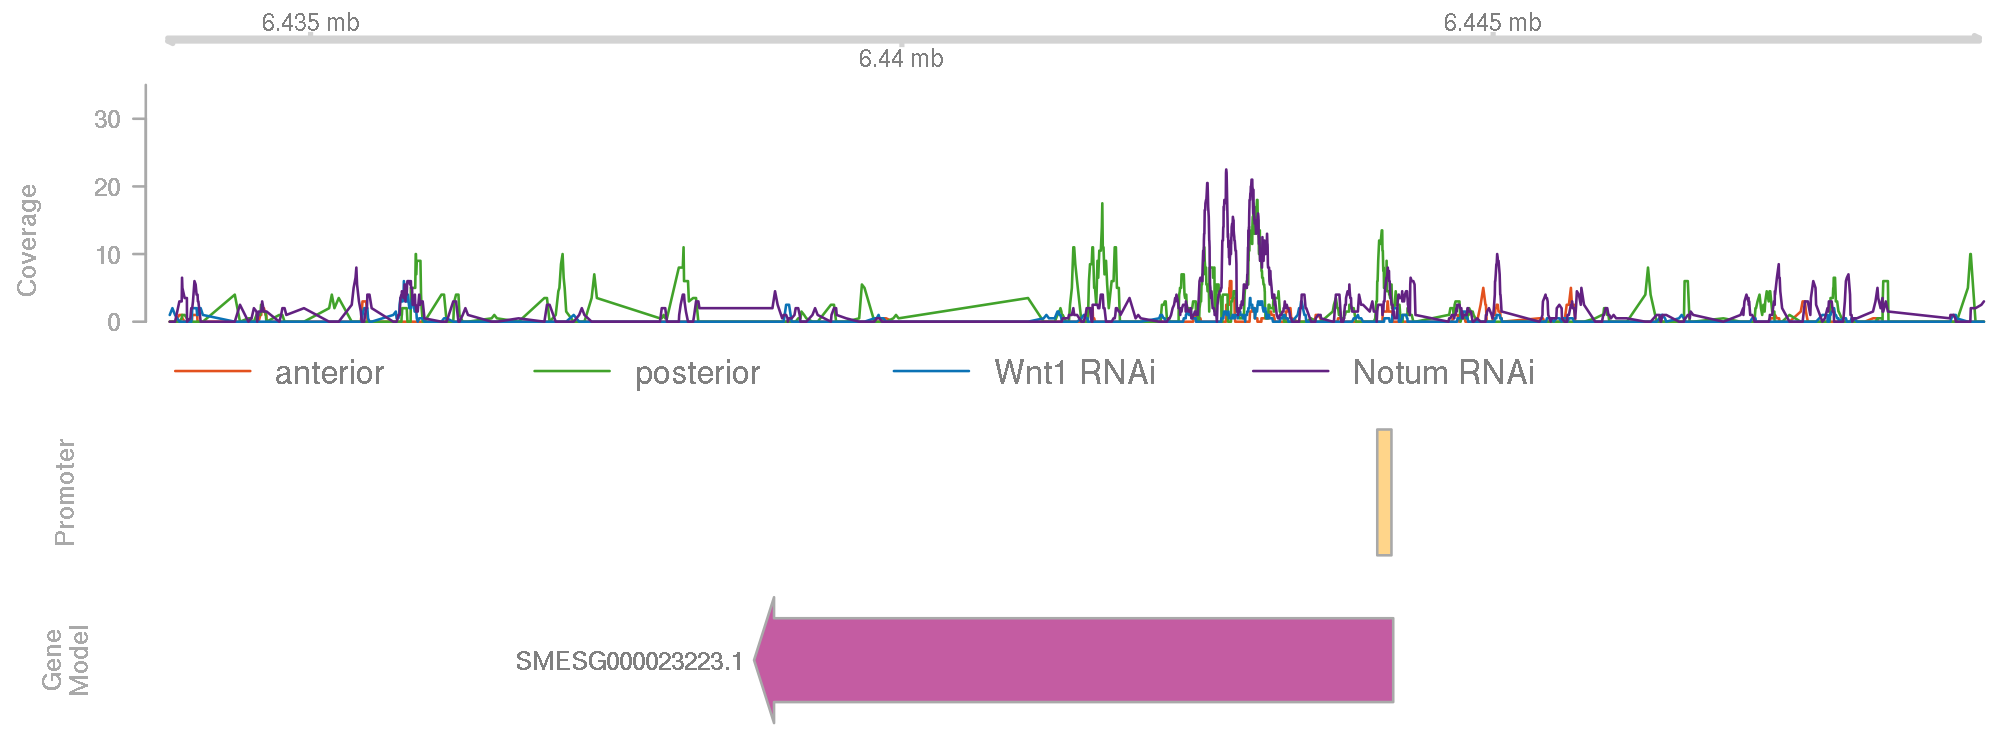 6.435 mb
6.445 mb
6.44 mb
Coverage
30
20
10
0
anterior
posterior
Wnt1 RNAi
Notum RNAi
Promoter
Gene
Model
SMESG000023223.1